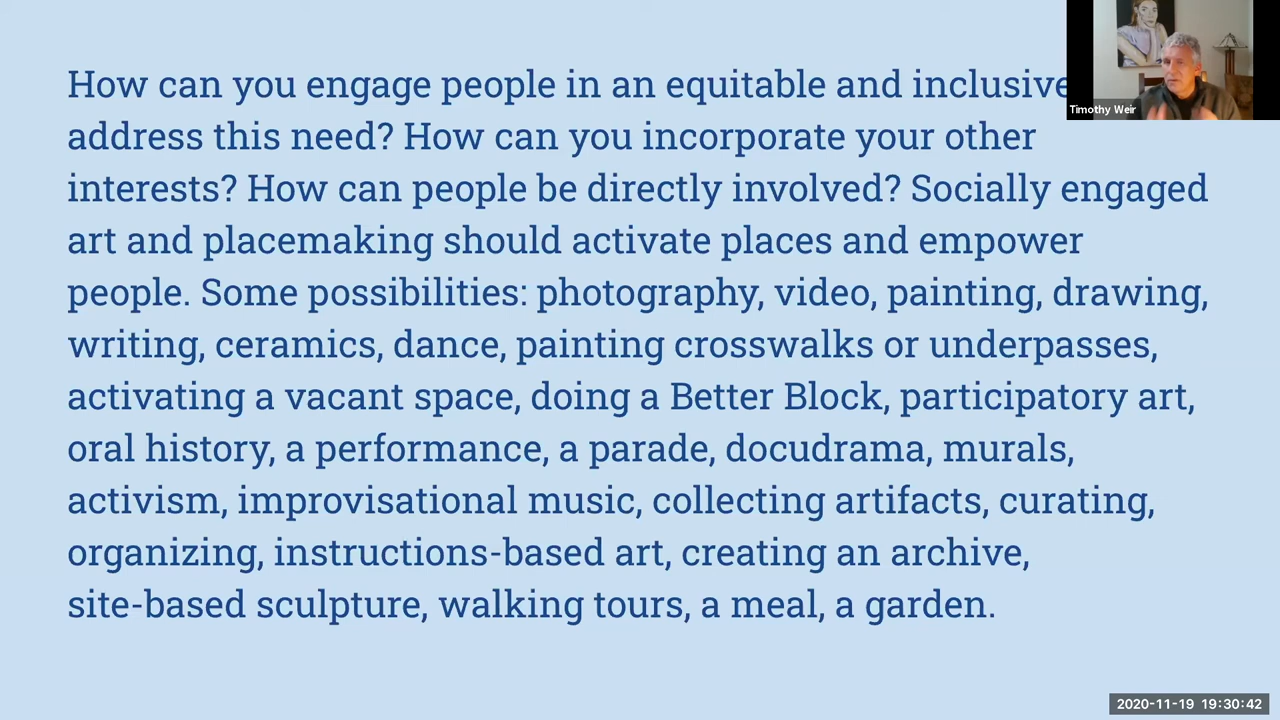 How can you engage people in an equitable and inclusive
address this need? How can you incorporate your other
interests? How can people be directly involved? Socially engaged
art and placemaking should activate places and empower
people. Some possibilities: photography, video, painting, drawing,
writing, ceramics, dance, painting crosswalks or underpasses,
activating a vacant space, doing a Better Block, participatory art,
oral history, a performance, a parade, docudrama, murals,
activism, improvisational music, collecting artifacts, curating,
organizing, instructions-based art, creating an archive,
site-based sculpture, walking tours, a meal, a garden.
Timothy Weir
2020-11-19 19:30:42